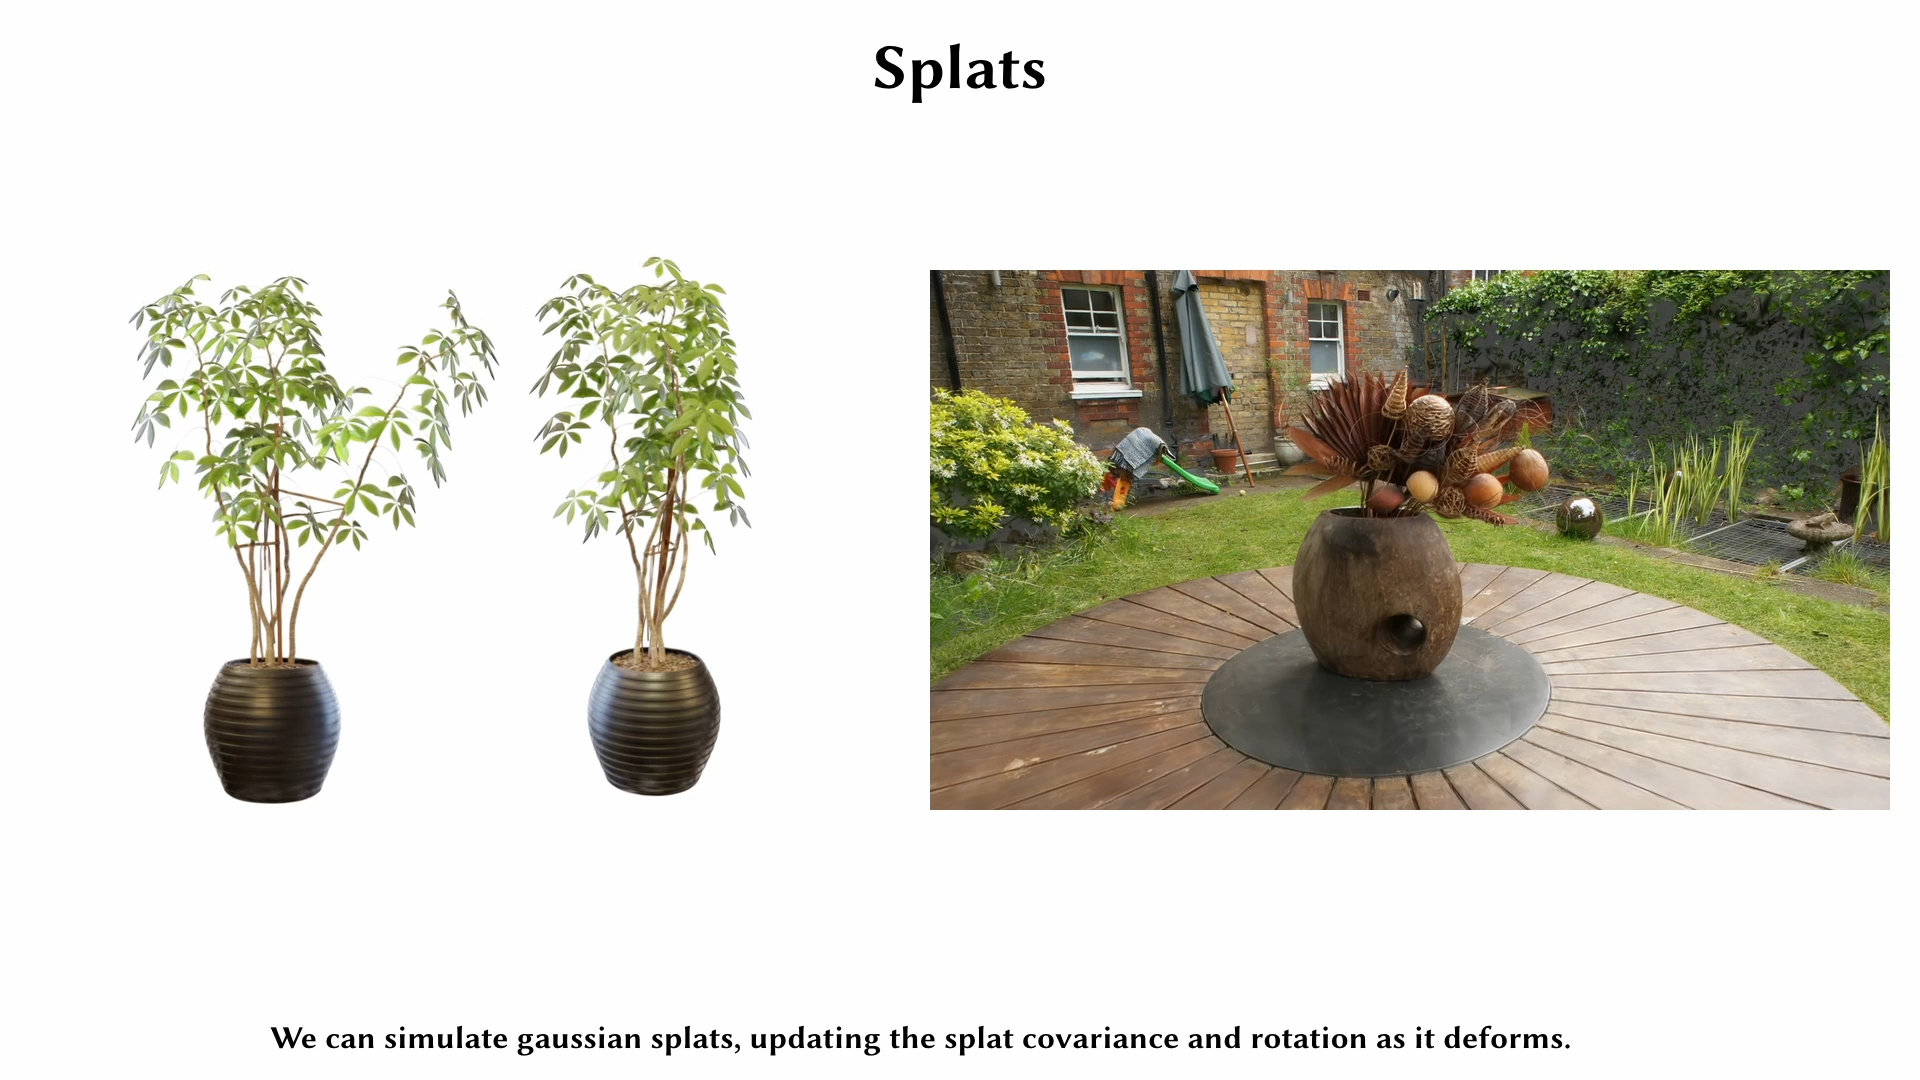 Splats
We can simulate gaussian splats, updating the splat covariance and rotation as it deforms.